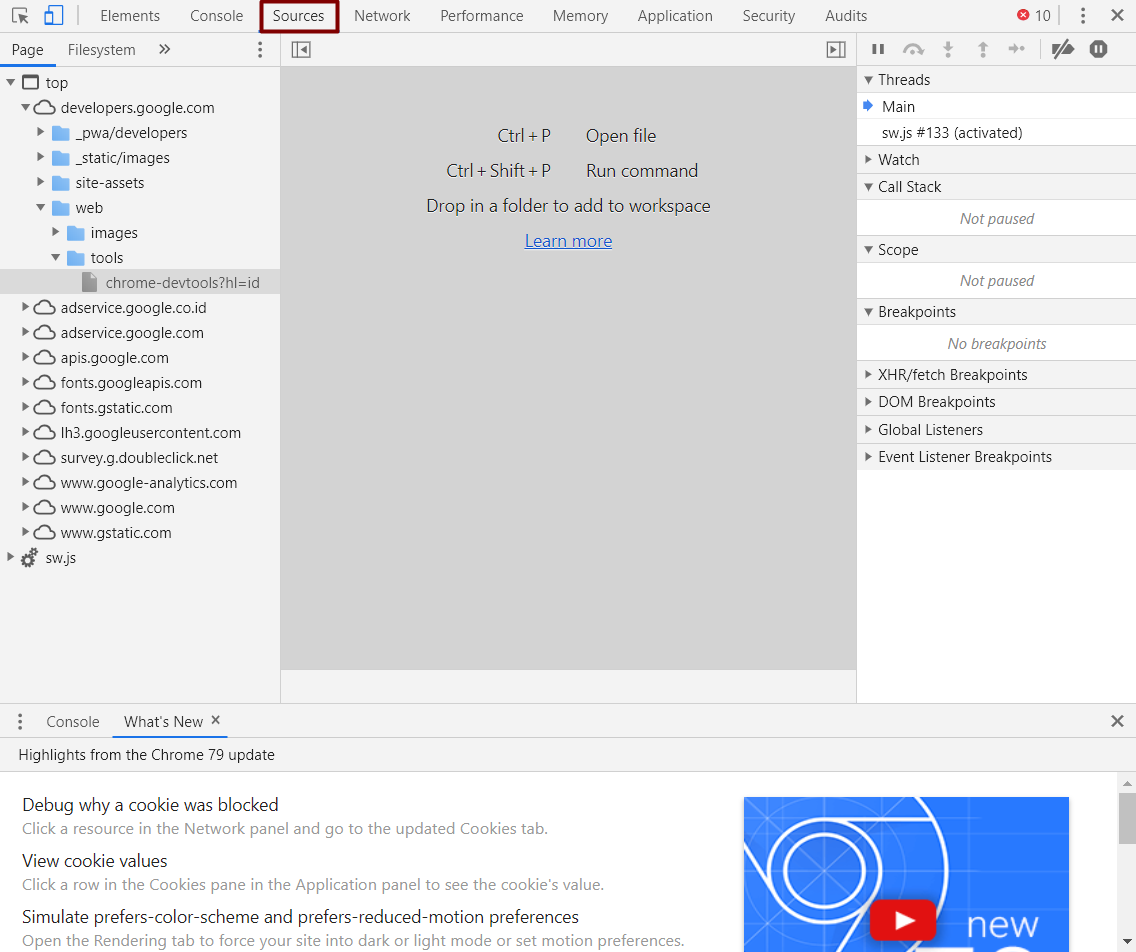 Elements Console Sources Network Performance Memory Application Security Audits 10
Page Filesystem
top
developers.google.com
_pwa/developers
_static/images
site-assets
web
images
tools
chrome-devtools?hl=id
adservice.google.co.id
adservice.google.com
apis.google.com
fonts.googleapis.com
fonts.gstatic.com
lh3.googleusercontent.com
survey.g.doubleclick.net
www.google-analytics.com
www.google.com
www.gstatic.com
sw.js
Ctrl + P Open file
Ctrl + Shift + P Run command
Drop in a folder to add to workspace
Learn more
Threads
Main
sw.js #133 (activated)
Watch
Call Stack
Not paused
Scope
Not paused
Breakpoints
No breakpoints
XHR/fetch Breakpoints
DOM Breakpoints
Global Listeners
Event Listener Breakpoints
Console What's New
Highlights from the Chrome 79 update
Debug why a cookie was blocked
Click a resource in the Network panel and go to the updated Cookies tab.
View cookie values
Click a row in the Cookies pane in the Application panel to see the cookie's value.
Simulate prefers-color-scheme and prefers-reduced-motion preferences
Open the Rendering tab to force your site into dark or light mode or set motion preferences.
new